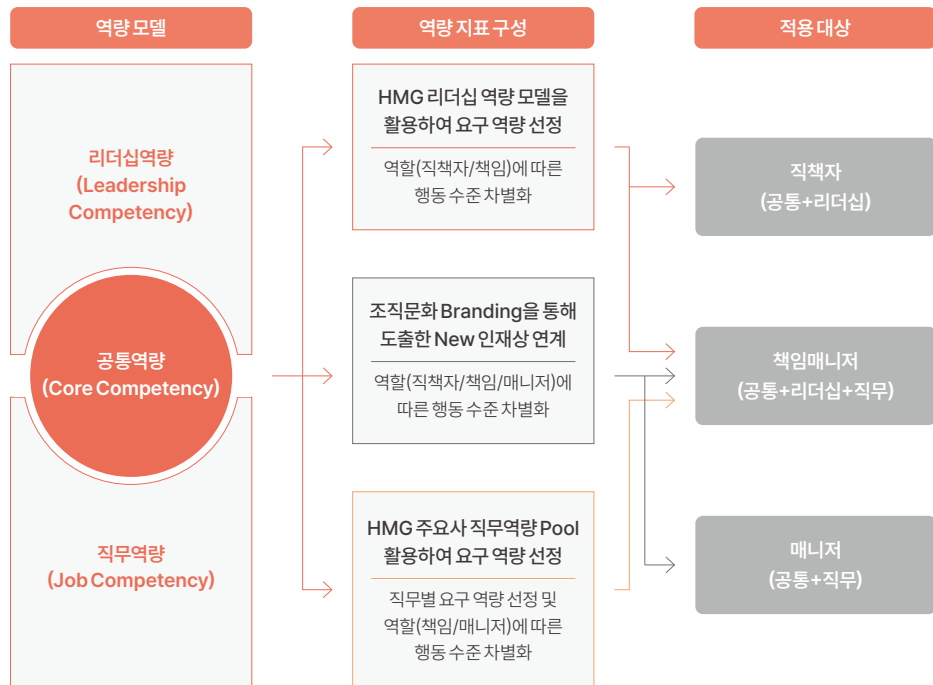 역량 모델
역량 지표 구성
적용 대상
리더십역량
(Leadership
Competency)
공통역량
(Core Competency)
직무역량
(Job Competency)
HMG 리더십 역량 모델을
활용하여 요구 역량 선정
역할(직책자/책임)에 따른
행동 수준 차별화
조직문화 Branding을 통해
도출한 New 인재상 연계
역할(직책자/책임/매니저)에
따른 행동 수준 차별화
HMG 주요사 직무역량 Pool
활용하여 요구 역량 선정
직무별 요구 역량 선정 및
역할(책임/매니저)에 따른
행동 수준 차별화
직책자
(공통+리더십)
책임매니저
(공통+리더십+직무)
매니저
(공통+직무)